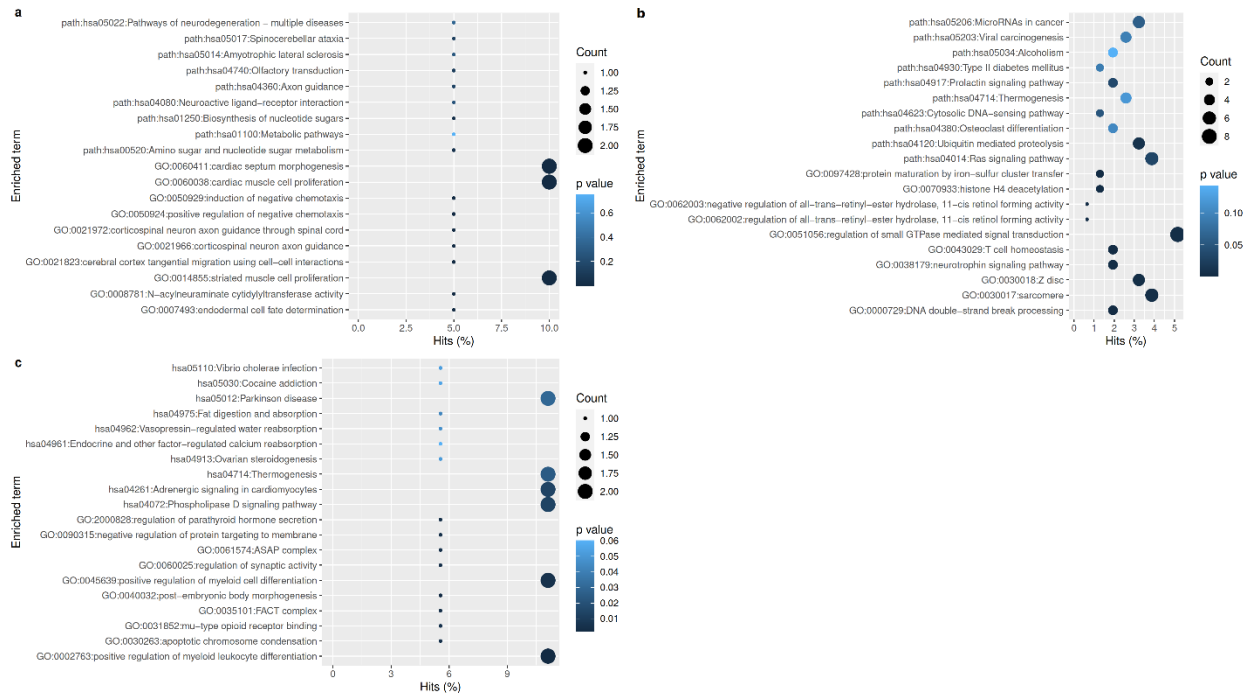 a
Enriched term
path:hsa05022:Pathways of neurodegeneration − multiple diseases
path:hsa05017:Spinocerebellar ataxia
path:hsa05014:Amyotrophic lateral sclerosis
path:hsa04740:Olfactory transduction
path:hsa04360:Axon guidance
path:hsa04080:Neuroactive ligand−receptor interaction
path:hsa01250:Biosynthesis of nucleotide sugars
path:hsa01100:Metabolic pathways
path:hsa00520:Amino sugar and nucleotide sugar metabolism
GO:0060411:cardiac septum morphogenesis
GO:0060038:cardiac muscle cell proliferation
GO:0050929:induction of negative chemotaxis
GO:0050924:positive regulation of negative chemotaxis
GO:0021972:corticospinal neuron axon guidance through spinal cord
GO:0021966:corticospinal neuron axon guidance
GO:0021823:cerebral cortex tangential migration using cell−cell interactions
GO:0014855:striated muscle cell proliferation
GO:0008781:N−acylneuraminate cytidylyltransferase activity
GO:0007493:endodermal cell fate determination
0.0 2.5 5.0 7.5 10.0
Hits (%)
Count
1.00
1.25
1.50
1.75
2.00
p value
0.6
0.4
0.2
b
Enriched term
path:hsa05206:MicroRNAs in cancer
path:hsa05203:Viral carcinogenesis
path:hsa05034:Alcoholism
path:hsa04930:Type II diabetes mellitus
path:hsa04917:Prolactin signaling pathway
path:hsa04714:Thermogenesis
path:hsa04623:Cytosolic DNA−sensing pathway
path:hsa04380:Osteoclast differentiation
path:hsa04120:Ubiquitin mediated proteolysis
path:hsa04014:Ras signaling pathway
GO:0097428:protein maturation by iron−sulfur cluster transfer
GO:0070933:histone H4 deacetylation
GO:0062003:negative regulation of all−trans−retinyl−ester hydrolase, 11−cis retinol forming activity
GO:0062002:regulation of all−trans−retinyl−ester hydrolase, 11−cis retinol forming activity
GO:0051056:regulation of small GTPase mediated signal transduction
GO:0043029:T cell homeostasis
GO:0038179:neurotrophin signaling pathway
GO:0030018:Z disc
GO:0030017:sarcomere
GO:0000729:DNA double−strand break processing
0 1 2 3 4 5
Hits (%)
Count
2
4
6
8
p value
0.10
0.05
c
Enriched term
hsa05110:Vibrio cholerae infection
hsa05030:Cocaine addiction
hsa05012:Parkinson disease
hsa04975:Fat digestion and absorption
hsa04962:Vasopressin−regulated water reabsorption
hsa04961:Endocrine and other factor−regulated calcium reabsorption
hsa04913:Ovarian steroidogenesis
hsa04714:Thermogenesis
hsa04261:Adrenergic signaling in cardiomyocytes
hsa04072:Phospholipase D signaling pathway
GO:2000828:regulation of parathyroid hormone secretion
GO:0090315:negative regulation of protein targeting to membrane
GO:0061574:ASAP complex
GO:0060025:regulation of synaptic activity
GO:0045639:positive regulation of myeloid cell differentiation
GO:0040032:post−embryonic body morphogenesis
GO:0035101:FACT complex
GO:0031852:mu−type opioid receptor binding
GO:0030263:apoptotic chromosome condensation
GO:0002763:positive regulation of myeloid leukocyte differentiation
0 3 6 9
Hits (%)
Count
1.00
1.25
1.50
1.75
2.00
p value
0.06
0.05
0.04
0.03
0.02
0.01